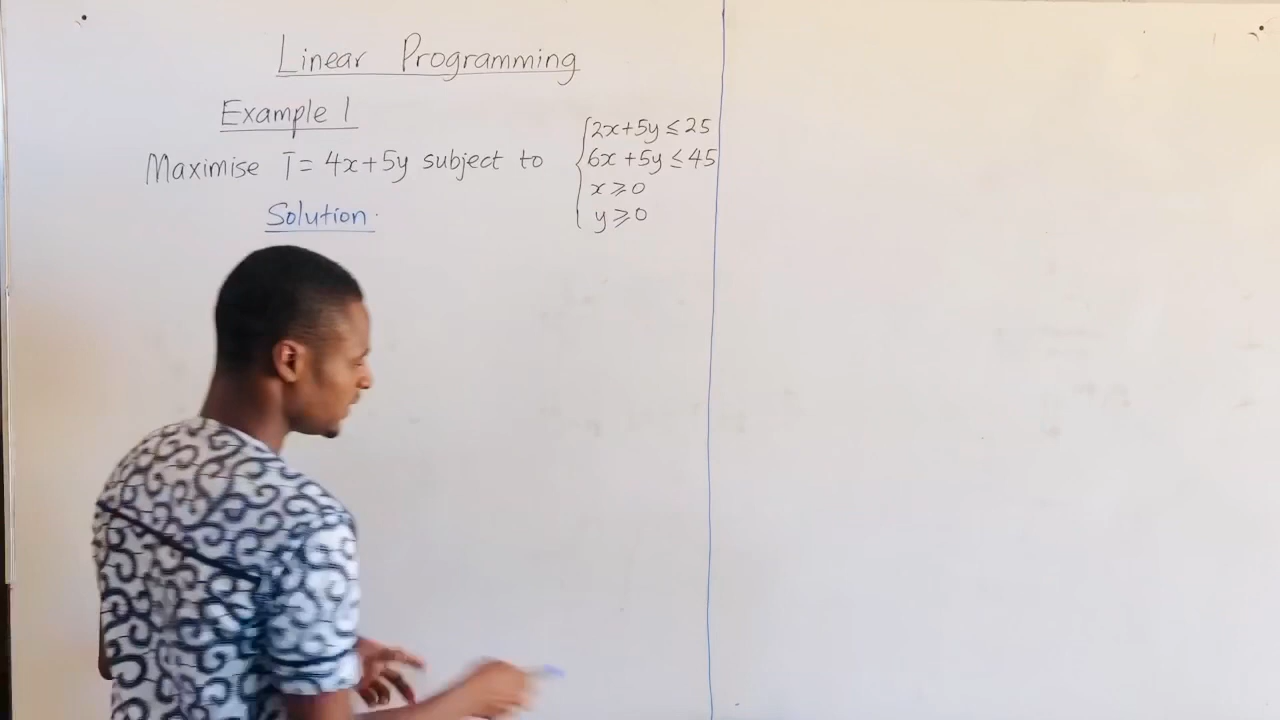 Linear Programming
Example 1
Maximise T = 4x+5y subject to
2x+5y ≤ 25
6x +5y ≤ 45
x ≥ 0
y ≥ 0
Solution